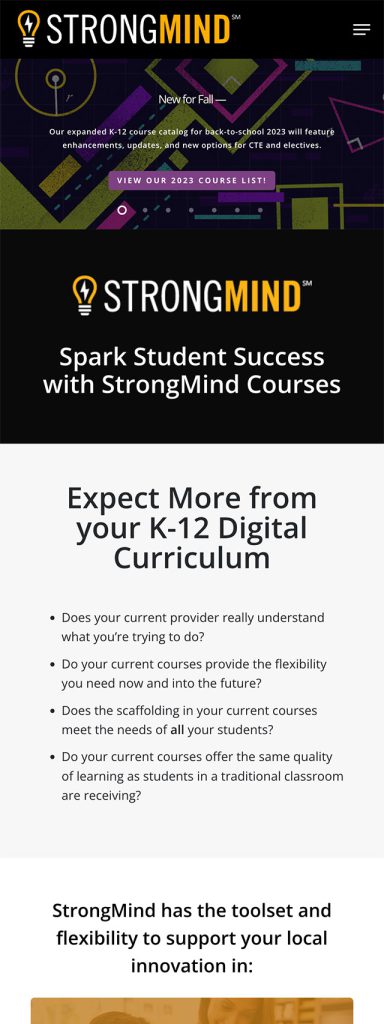 STRONGMIND SM
New for Fall —
Our expanded K-12 course catalog for back-to-school 2023 will feature
enhancements, updates, and new options for CTE and electives.
r
VIEW OUR 2023 COURSE LIST!
STRONGMIND SM
Spark Student Success
with StrongMind Courses
Expect More from
your K-12 Digital
Curriculum
• Does your current provider really understand
what you’re trying to do?
• Do your current courses provide the flexibility
you need now and into the future?
• Does the scaffolding in your current courses
meet the needs of all your students?
• Do your current courses offer the same quality
of learning as students in a traditional classroom
are receiving?
StrongMind has the toolset and
flexibility to support your local
innovation in: